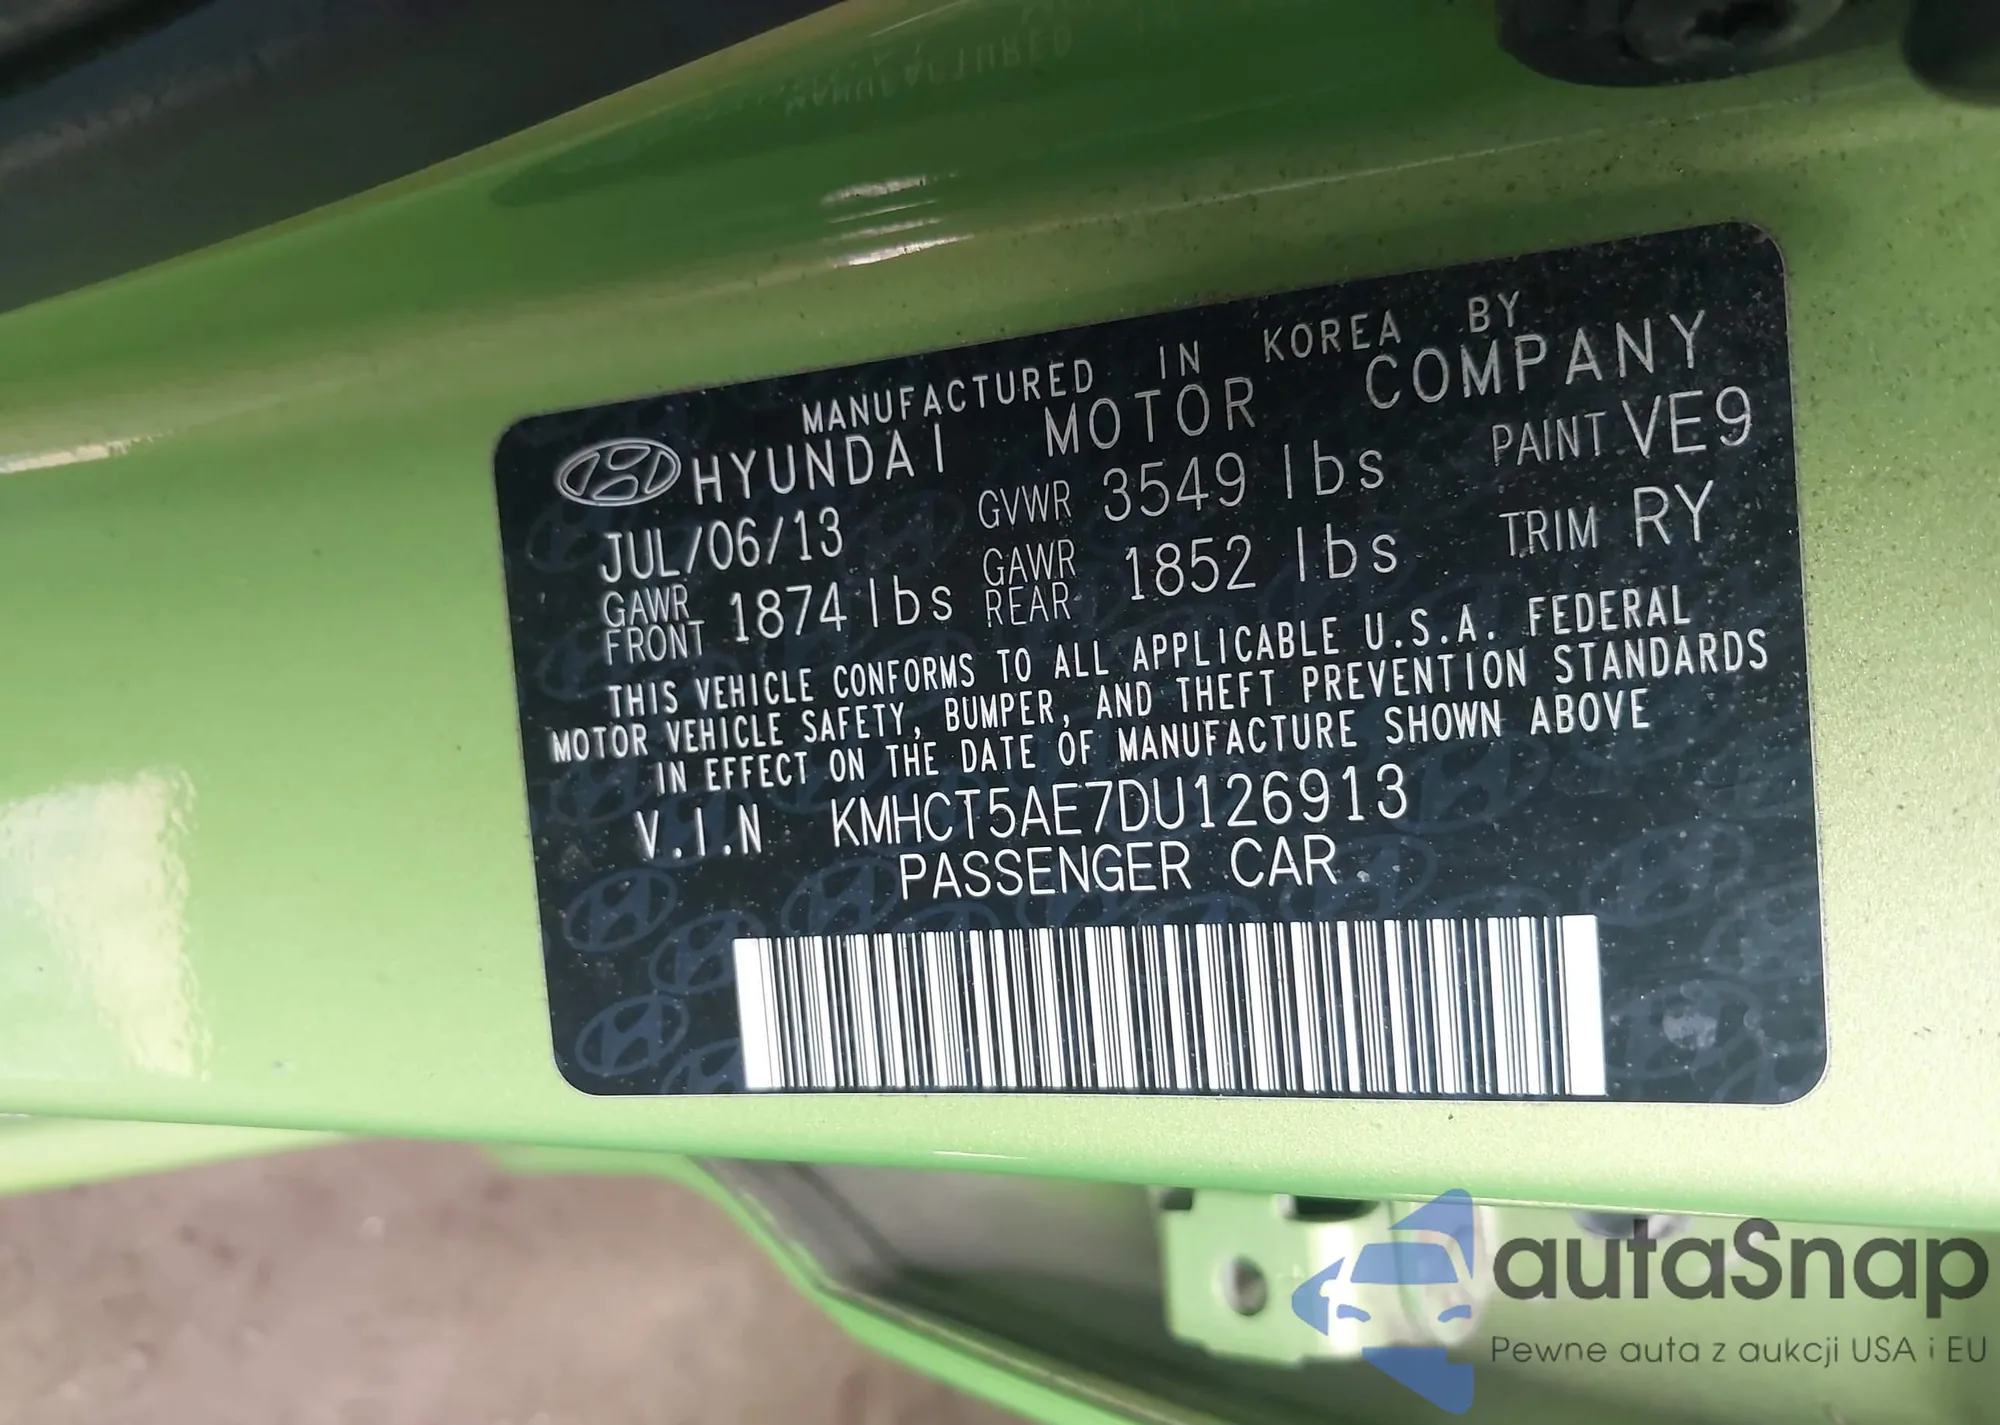 MANUFACTURED IN KOREA BY
HYUNDAI MOTOR COMPANY
JUL/06/13 GVWR 3549 lbs PAINT VE9
GAWR FRONT 1874 lbs GAWR REAR 1852 lbs TRIM RY
THIS VEHICLE CONFORMS TO ALL APPLICABLE U.S.A. FEDERAL
MOTOR VEHICLE SAFETY, BUMPER, AND THEFT PREVENTION STANDARDS
IN EFFECT ON THE DATE OF MANUFACTURE SHOWN ABOVE
V.I.N KMHCT5AE7DU126913
PASSENGER CAR
autaSnap
Pewne auta z aukcji USA i EU